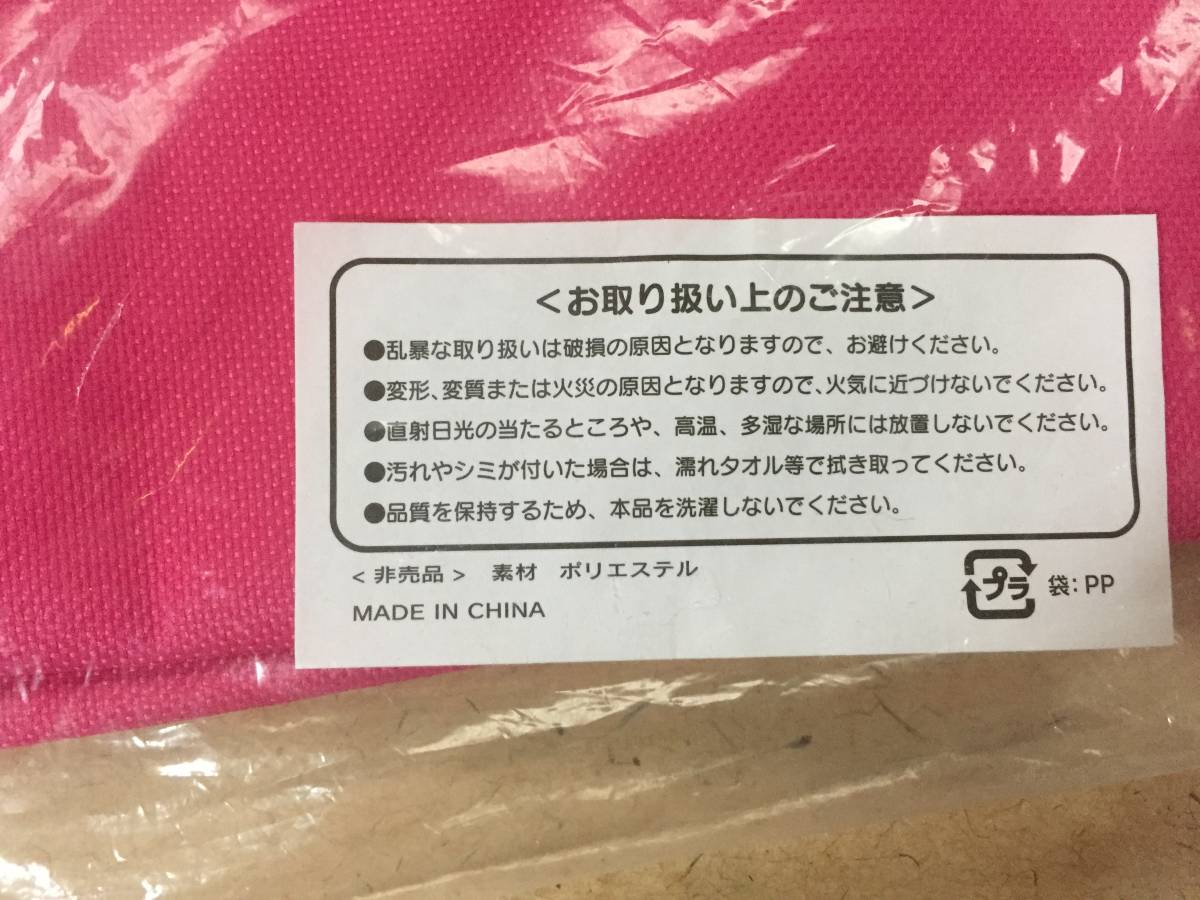 ＜お取り扱い上のご注意＞
●乱暴な取り扱いは破損の原因となりますので、お避けください。
●変形、変質または火災の原因となりますので、火気に近づけないでください。
●直射日光の当たるところや、高温、多湿な場所には放置しないでください。
●汚れやシミが付いた場合は、濡れタオル等で拭き取ってください。
●品質を保持するため、本品を洗濯しないでください。
＜非売品＞ 素材 ポリエステル
MADE IN CHINA
プラ 袋：PP